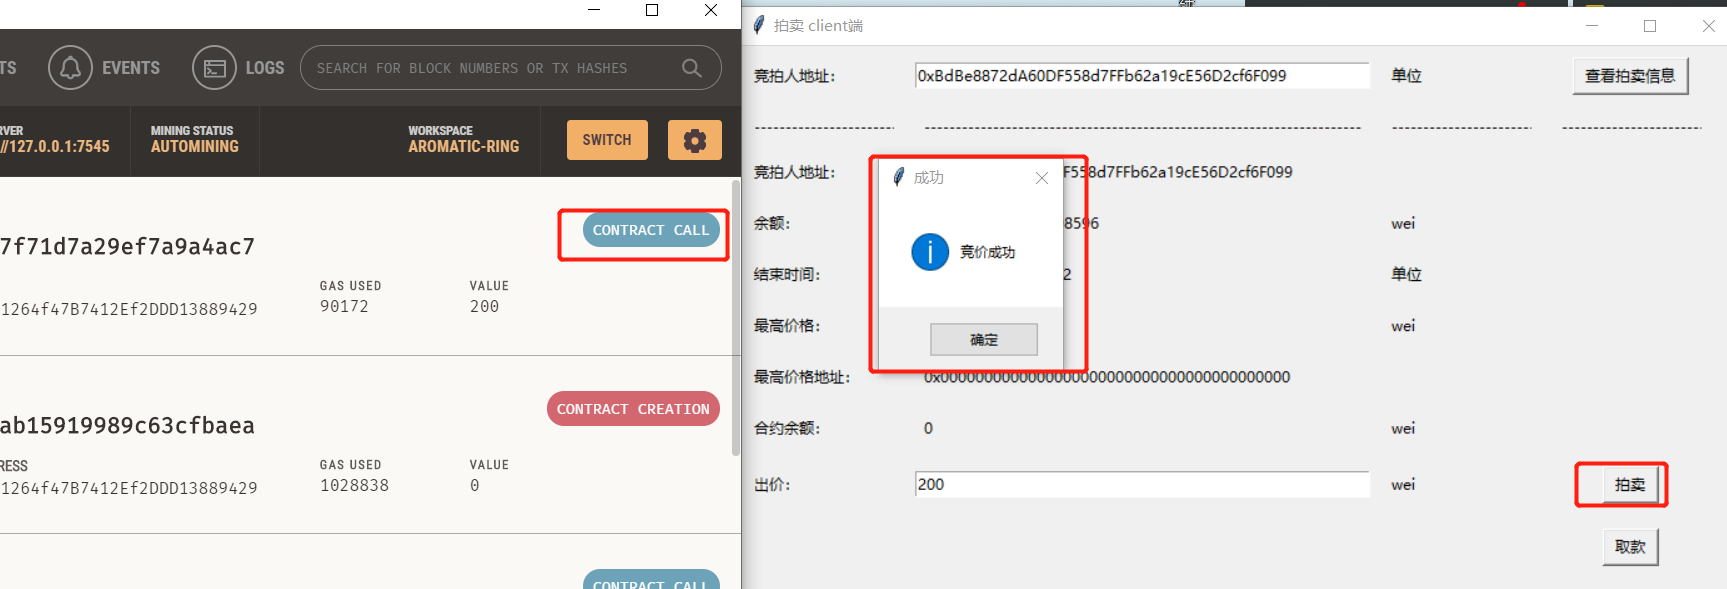 TS
EVENTS
LOGS
SEARCH FOR BLOCK NUMBERS OR TX HASHES
RVER
//127.0.0.1:7545
MINING STATUS
AUTOMINING
WORKSPACE
AROMATIC-RING
SWITCH
7f71d7a29ef7a9a4ac7
CONTRACT CALL
1264f47B7412Ef2DDD13889429
GAS USED
90172
VALUE
200
ab15919989c63cfbaea
CONTRACT CREATION
RESS
1264f47B7412Ef2DDD13889429
GAS USED
1028838
VALUE
0
CONTRACT CALL
拍卖 client端
竞拍人地址: 0xBdBe8872dA60DF558d7FFb62a19cE56D2cf6F099 单位 查看拍卖信息
竞拍人地址: F558d7FFb62a19cE56D2cf6F099
余额: 8596 wei
结束时间: 2 单位
最高价格: wei
最高价格地址: 0x0000000000000000000000000000000000000000
合约余额: 0 wei
出价: 200 wei 拍卖
取款
成功
竞价成功
确定